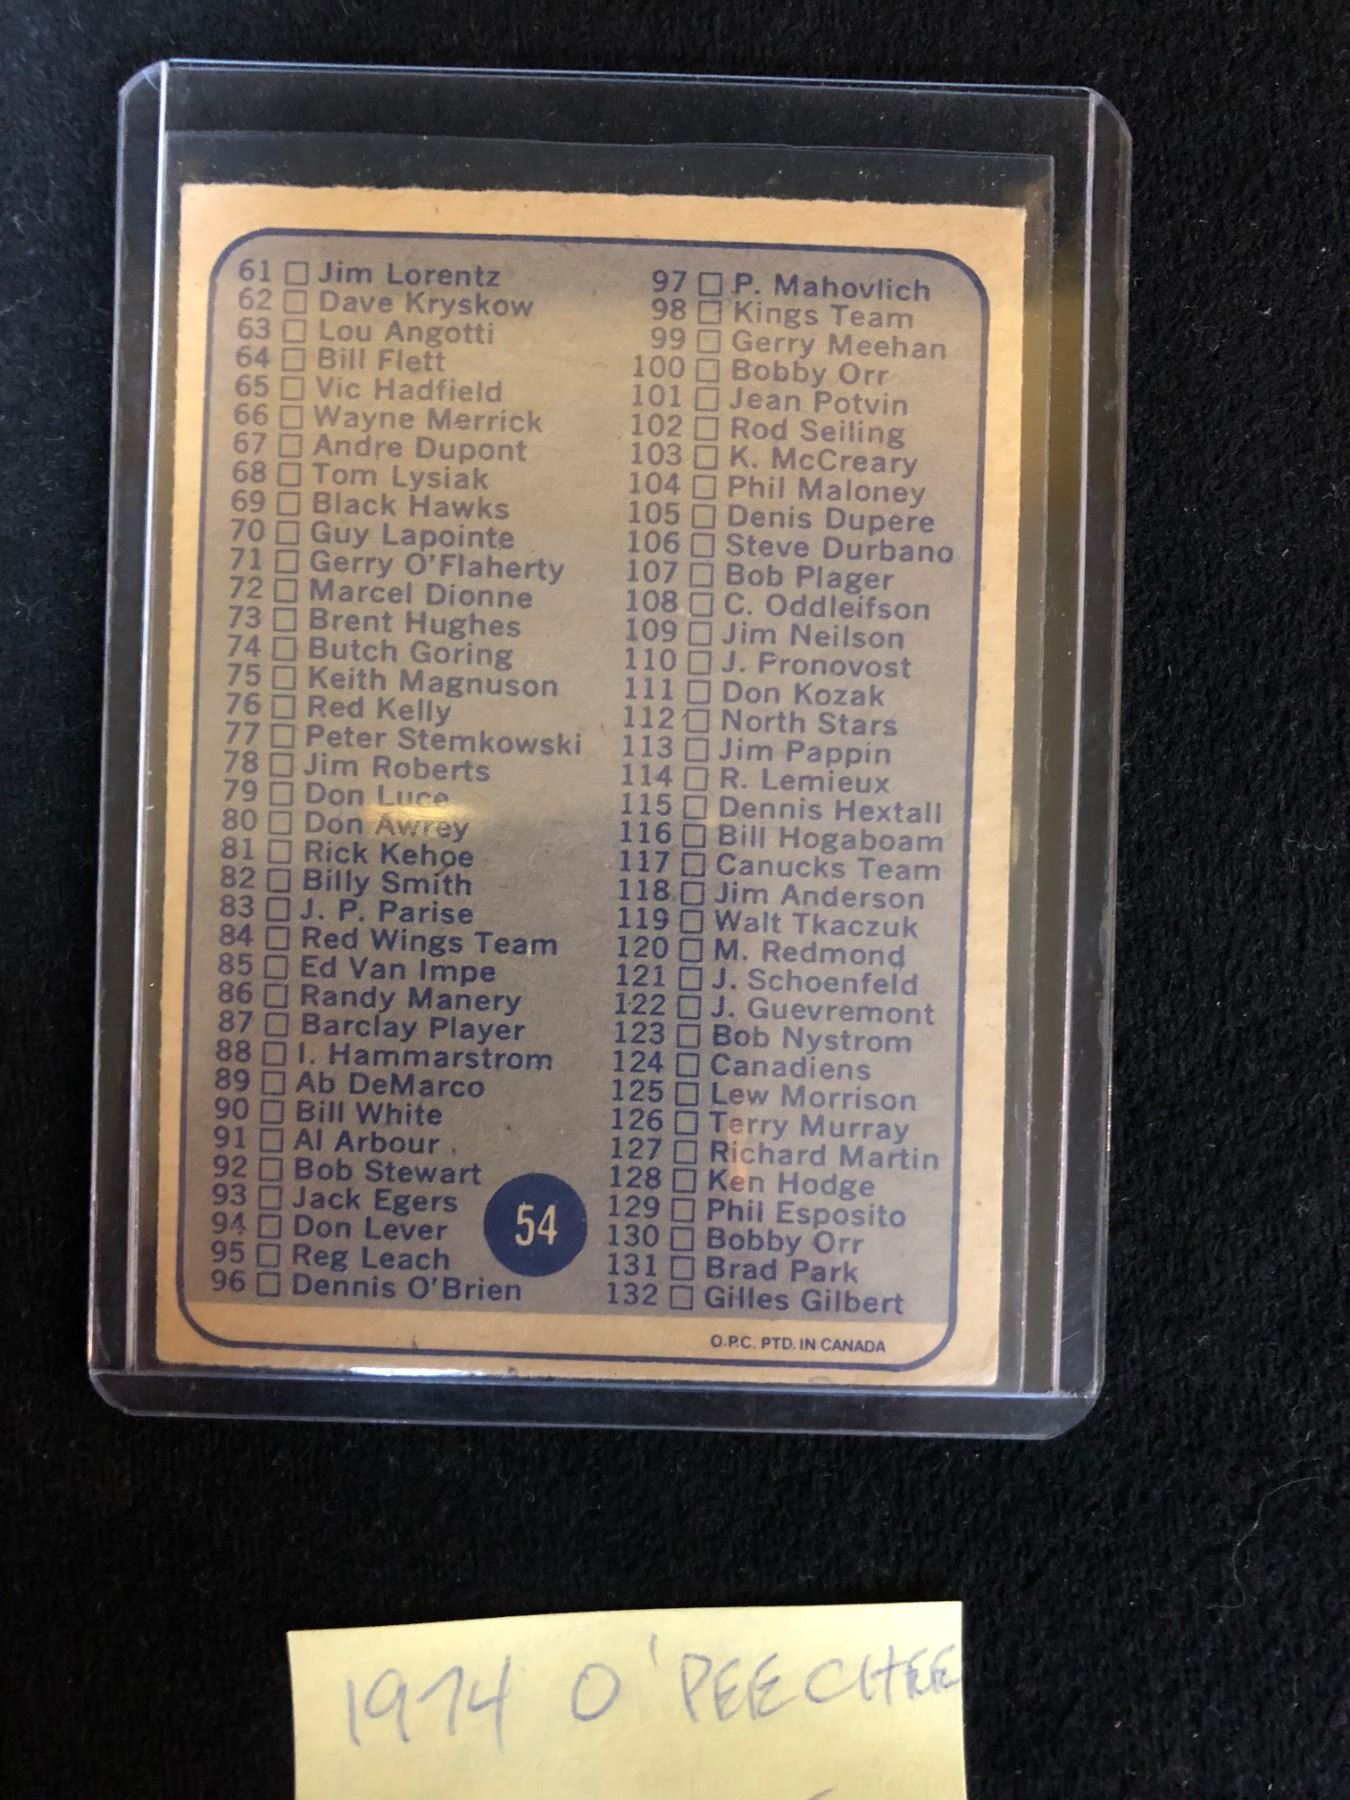 61 □ Jim Lorentz
62 □ Dave Kryskow
63 □ Lou Angotti
64 □ Bill Flett
65 □ Vic Hadfield
66 □ Wayne Merrick
67 □ Andre Dupont
68 □ Tom Lysiak
69 □ Black Hawks
70 □ Guy Lapointe
71 □ Gerry O'Flaherty
72 □ Marcel Dionne
73 □ Brent Hughes
74 □ Butch Goring
75 □ Keith Magnuson
76 □ Red Kelly
77 □ Peter Stemkowski
78 □ Jim Roberts
79 □ Don Luce
80 □ Don Awrey
81 □ Rick Kehoe
82 □ Billy Smith
83 □ J. P. Parise
84 □ Red Wings Team
85 □ Ed Van Impe
86 □ Randy Manery
87 □ Barclay Player
88 □ I. Hammarstrom
89 □ Ab DeMarco
90 □ Bill White
91 □ Al Arbour
92 □ Bob Stewart
93 □ Jack Egers
94 □ Don Lever
95 □ Reg Leach
96 □ Dennis O'Brien
54
97 □ P. Mahovlich
98 □ Kings Team
99 □ Gerry Meehan
100 □ Bobby Orr
101 □ Jean Potvin
102 □ Rod Seiling
103 □ K. McCreary
104 □ Phil Maloney
105 □ Denis Dupere
106 □ Steve Durbano
107 □ Bob Plager
108 □ C. Oddleifson
109 □ Jim Neilson
110 □ J. Pronovost
111 □ Don Kozak
112 □ North Stars
113 □ Jim Pappin
114 □ R. Lemieux
115 □ Dennis Hextall
116 □ Bill Hogaboam
117 □ Canucks Team
118 □ Jim Anderson
119 □ Walt Tkaczuk
120 □ M. Redmond
121 □ J. Schoenfeld
122 □ J. Guevremont
123 □ Bob Nystrom
124 □ Canadiens
125 □ Lew Morrison
126 □ Terry Murray
127 □ Richard Martin
128 □ Ken Hodge
129 □ Phil Esposito
130 □ Bobby Orr
131 □ Brad Park
132 □ Gilles Gilbert
O.P.C. PTD. IN CANADA
1974 O'PEECHEE